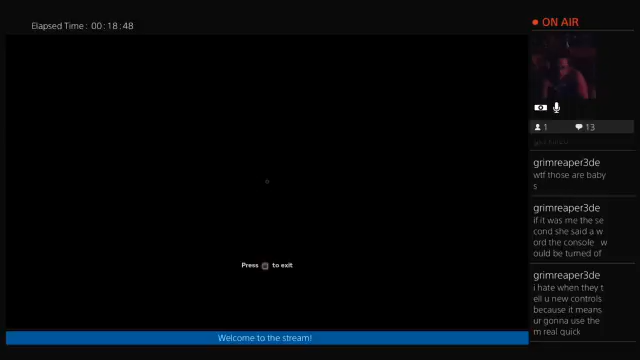 Elapsed Time : 00:18:48
ON AIR
1 13
grimreaper3de
wtf those are baby
s
grimreaper3de
if it was me the se
cond she said a w
ord the console w
ould be turned of
grimreaper3de
i hate when they t
ell u new controls
because it means
ur gonna use the
m real quick
Press to exit
Welcome to the stream!